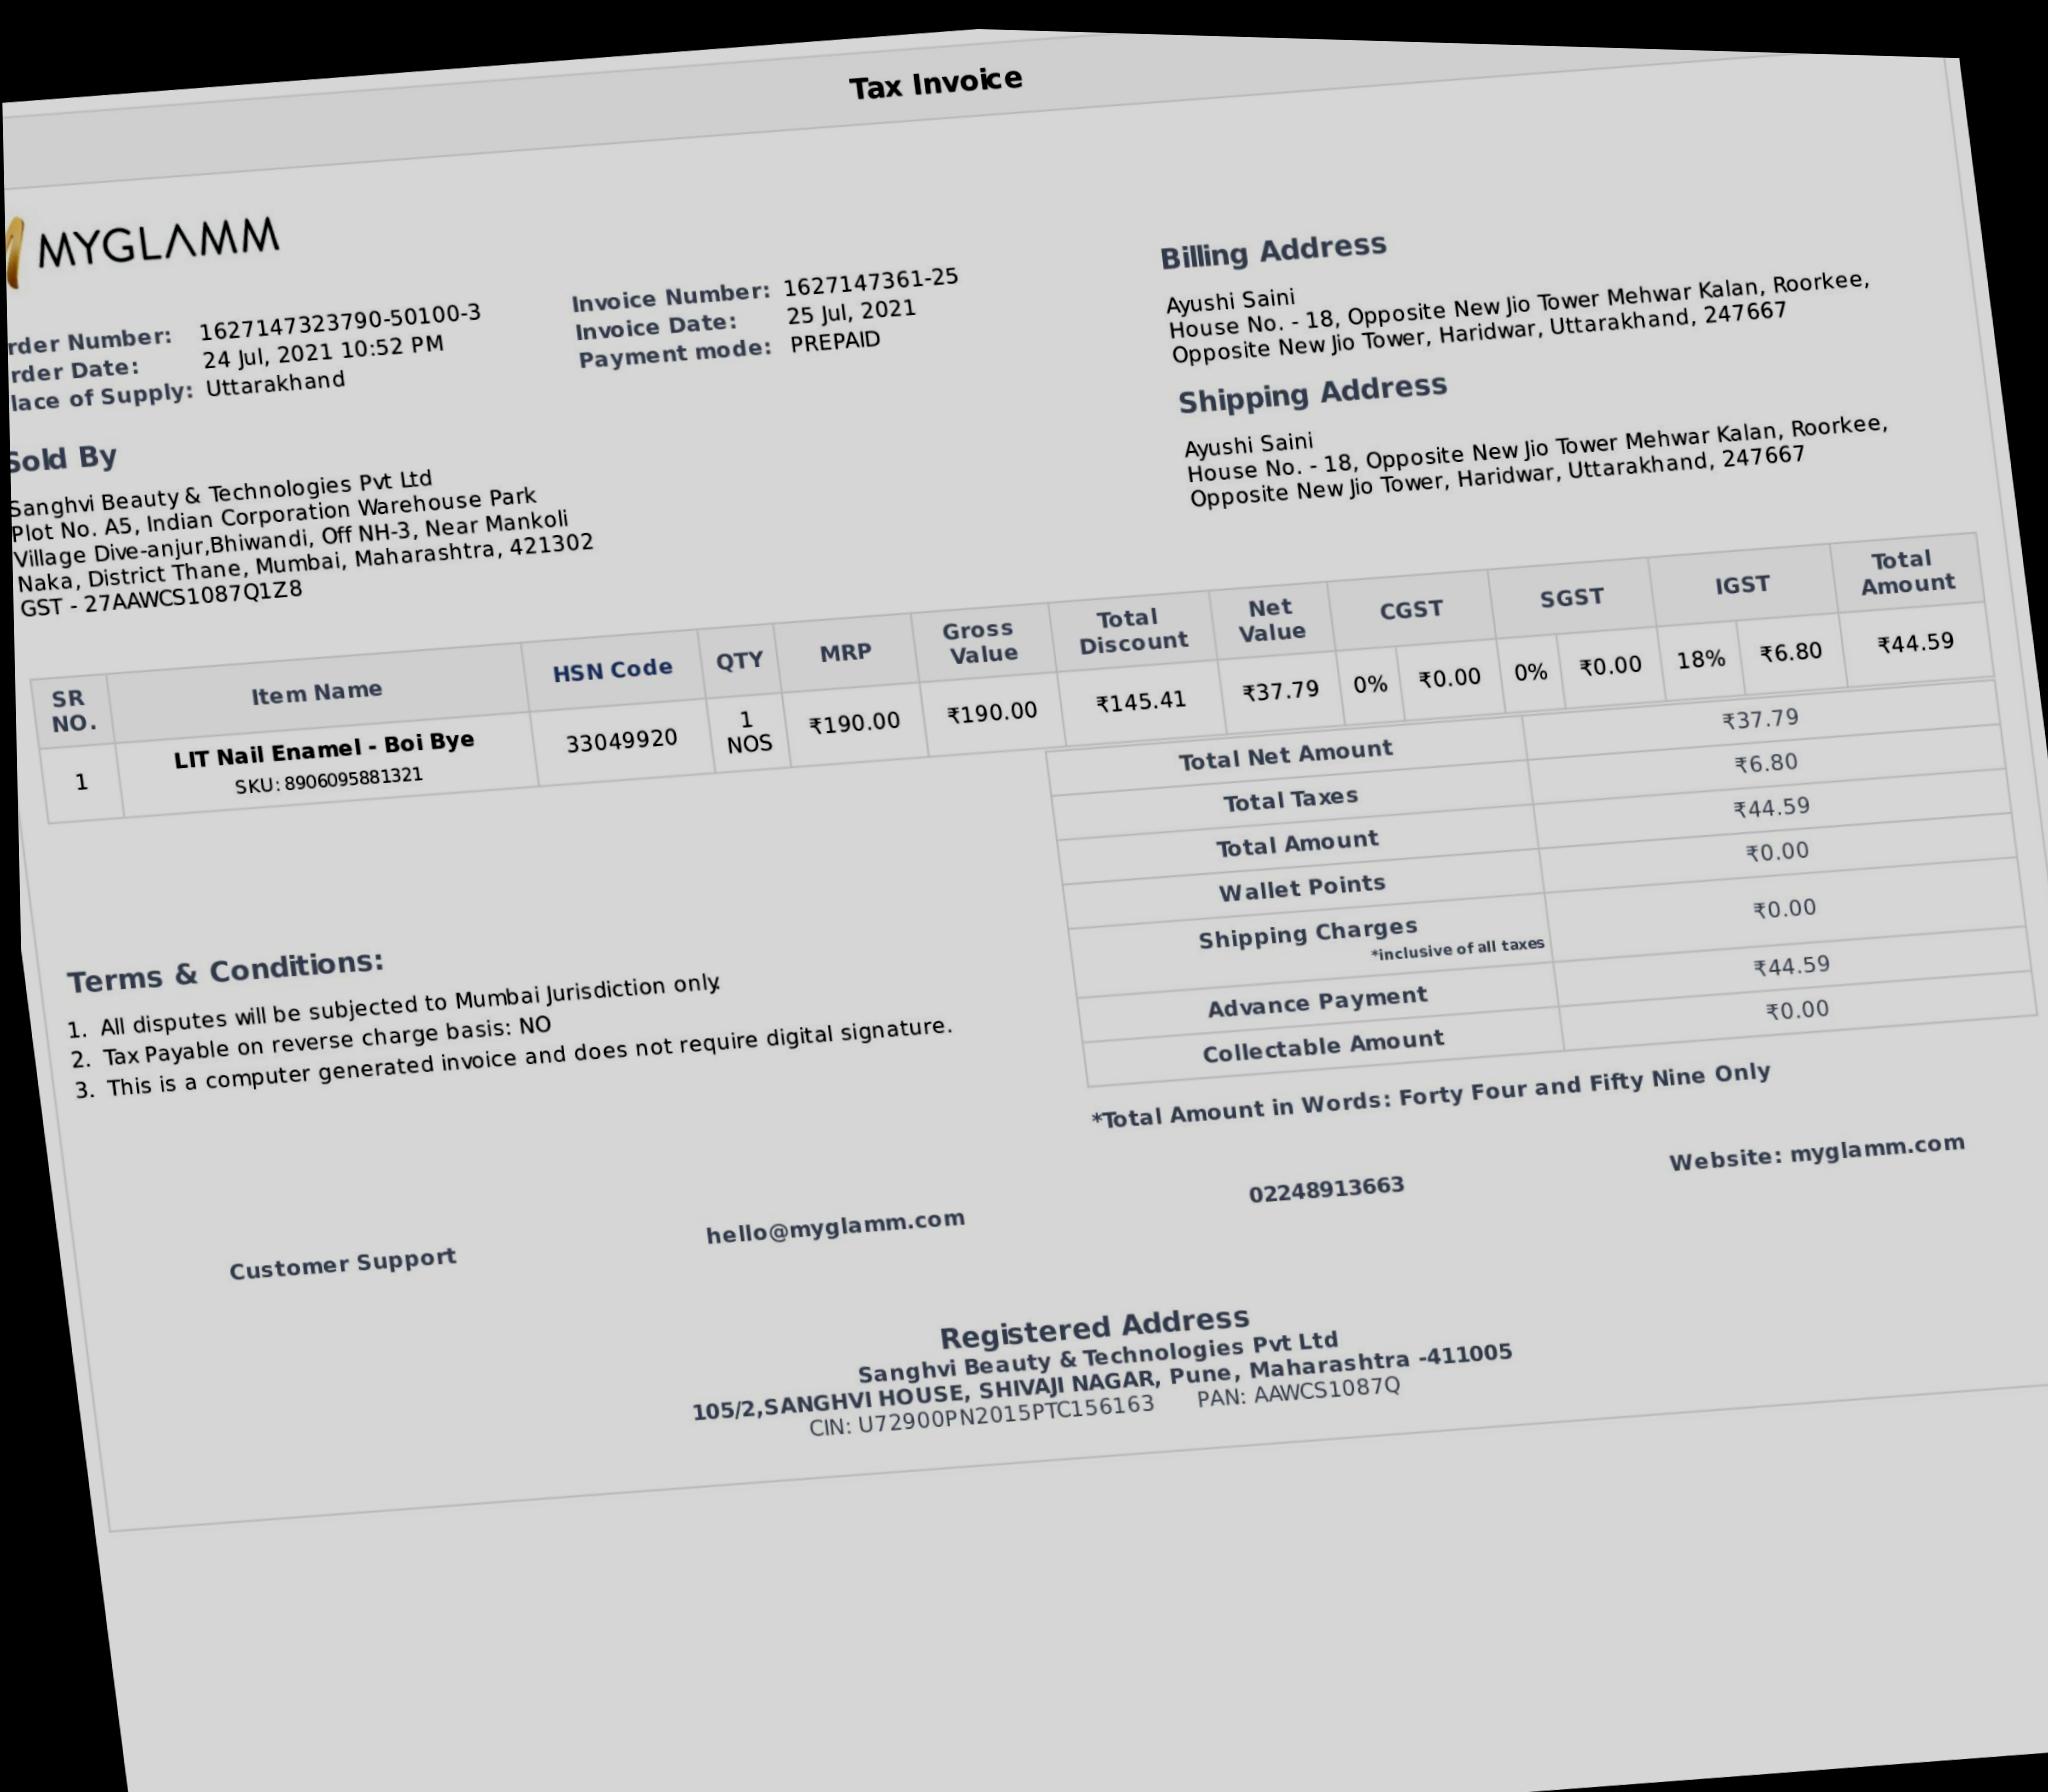 Tax Invoice
MYGLAMM
rder Number: 1627147323790-50100-3
rder Date: 24 Jul, 2021 10:52 PM
lace of Supply: Uttarakhand
Invoice Number: 1627147361-25
Invoice Date: 25 Jul, 2021
Payment mode: PREPAID
Billing Address
Ayushi Saini
House No. - 18, Opposite New Jio Tower Mehwar Kalan, Roorkee,
Opposite New Jio Tower, Haridwar, Uttarakhand, 247667
Shipping Address
Ayushi Saini
House No. - 18, Opposite New Jio Tower Mehwar Kalan, Roorkee,
Opposite New Jio Tower, Haridwar, Uttarakhand, 247667
Sold By
Sanghvi Beauty & Technologies Pvt Ltd
Plot No. A5, Indian Corporation Warehouse Park
Village Dive-anjur,Bhiwandi, Off NH-3, Near Mankoli
Naka, District Thane, Mumbai, Maharashtra, 421302
GST - 27AAWCS1087Q1Z8
SR NO. Item Name HSN Code QTY MRP Gross Value Total Discount Net Value CGST SGST IGST Total Amount
1 LIT Nail Enamel - Boi Bye 33049920 1 NOS ₹190.00 ₹190.00 ₹145.41 ₹37.79 0% ₹0.00 0% ₹0.00 18% ₹6.80 ₹44.59
SKU: 8906095881321
Total Net Amount ₹37.79
Total Taxes ₹6.80
Total Amount ₹44.59
Wallet Points ₹0.00
Shipping Charges ₹0.00
*inclusive of all taxes
Advance Payment ₹44.59
Collectable Amount ₹0.00
*Total Amount in Words: Forty Four and Fifty Nine Only
Terms & Conditions:
1. All disputes will be subjected to Mumbai Jurisdiction only.
2. Tax Payable on reverse charge basis: NO
3. This is a computer generated invoice and does not require digital signature.
Customer Support hello@myglamm.com 02248913663 Website: myglamm.com
Registered Address
Sanghvi Beauty & Technologies Pvt Ltd
105/2,SANGHVI HOUSE, SHIVAJI NAGAR, Pune, Maharashtra -411005
CIN: U72900PN2015PTC156163 PAN: AAWCS1087Q